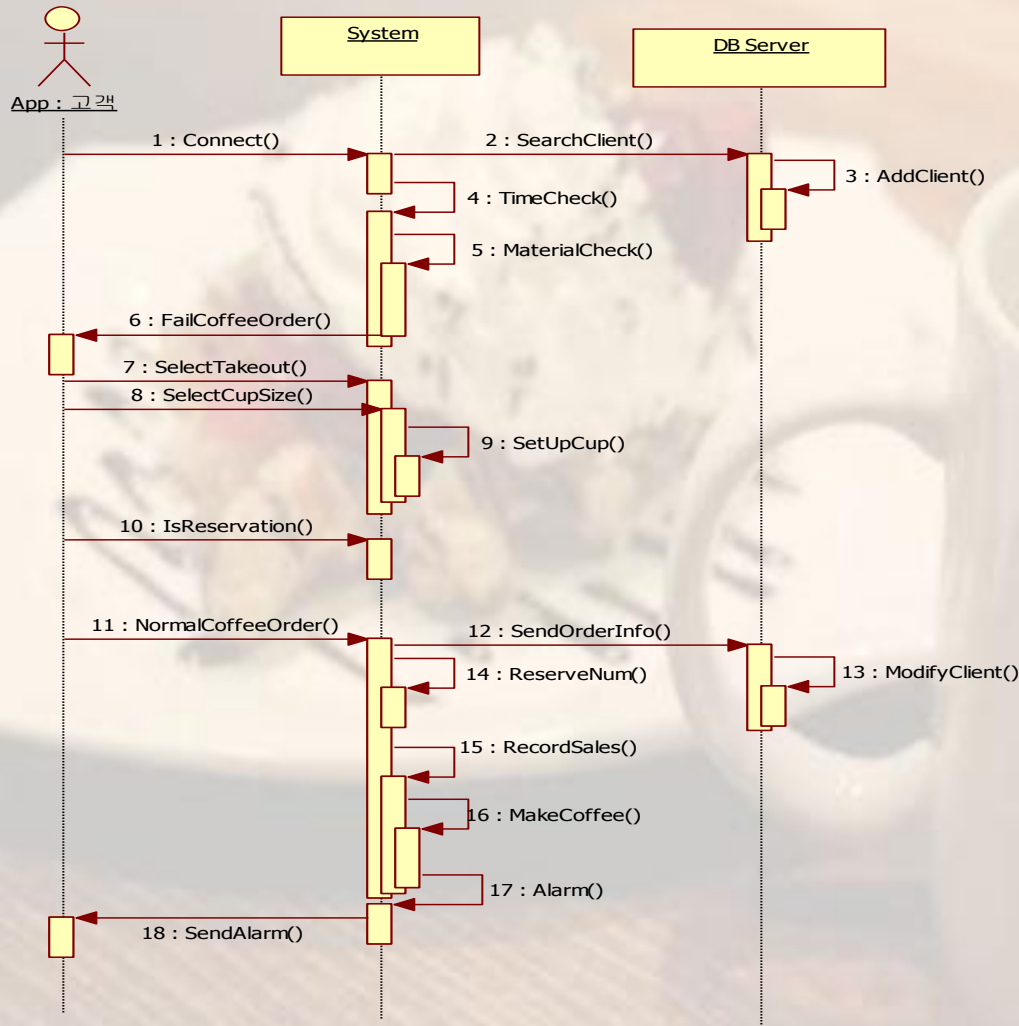 System
DB Server
App : 고객
1 : Connect()
2 : SearchClient()
3 : AddClient()
4 : TimeCheck()
5 : MaterialCheck()
6 : FailCoffeeOrder()
7 : SelectTakeout()
8 : SelectCupSize()
9 : SetUpCup()
10 : IsReservation()
11 : NormalCoffeeOrder()
12 : SendOrderInfo()
13 : ModifyClient()
14 : ReserveNum()
15 : RecordSales()
16 : MakeCoffee()
17 : Alarm()
18 : SendAlarm()